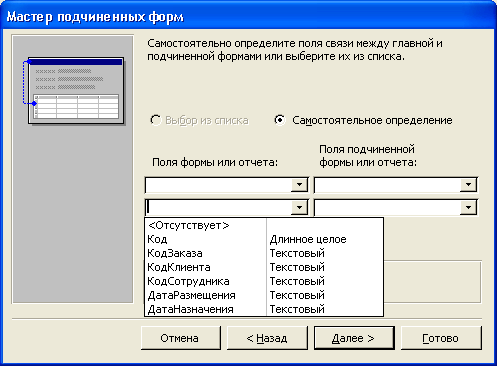 Мастер подчиненных форм
Самостоятельно определите поля связи между главной и
подчиненной формами или выберите их из списка.
Выбор из списка
Самостоятельное определение
Поля формы или отчета:
Поля подчиненной
формы или отчета:
<Отсутствует>
Код Длинное целое
КодЗаказа Текстовый
КодКлиента Текстовый
КодСотрудника Текстовый
ДатаРазмещения Текстовый
ДатаНазначения Текстовый
Отмена
< Назад
Далее >
Готово